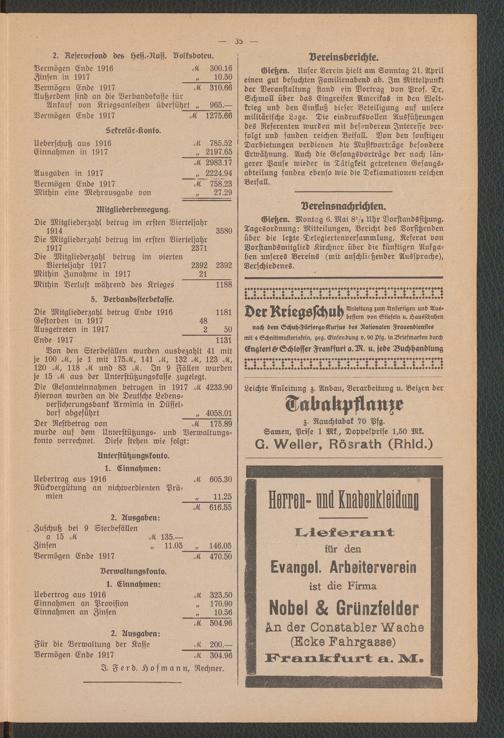 — 35 —
2. Reservefond des Hess.-Nass. Volksboten.
Vermögen Ende 1916 ℳ 300.16
Zinsen in 1917 „ 10.50
Vermögen Ende 1917 ℳ 310.66
Außerdem sind an die Verbandskasse für
Ankauf von Kriegsanleihen überführt „ 965.—
Vermögen Ende 1917 ℳ 1275.66
Sekretär-Konto.
Ueberschuß aus 1916 ℳ 785.52
Einnahmen in 1917 „ 2197.65
ℳ 2983.17
Ausgaben in 1917 „ 2224.94
Vermögen Ende 1917 ℳ 758.23
Mithin eine Mehrausgabe von „ 27.29
Mitgliederbewegung.
Die Mitgliederzahl betrug im ersten Vierteljahr
1914 3580
Die Mitgliederzahl betrug im ersten Vierteljahr
1917 2371
Die Mitgliederzahl betrug im vierten
Vierteljahr 1917 2392 2392
Mithin Zunahme in 1917 21
Mithin Verlust während des Krieges 1188
5. Verbandssterbekasse.
Die Mitgliederzahl betrug Ende 1916 1181
Gestorben in 1917 48
Ausgetreten in 1917 2 50
Ende 1917 1131
Von den Sterbefällen wurden ausbezahlt 41 mit
je 100 ℳ, je 1 mit 175 ℳ, 141 ℳ, 132 ℳ, 123 ℳ,
120 ℳ, 118 ℳ und 83 ℳ. In 9 Fällen wurden
je 15 ℳ aus der Unterstützungskasse zugelegt.
Die Gesamteinnahmen betrugen in 1917 ℳ 4233.90
Hiervon wurden an die Deutsche Lebens-
versicherungsbank Arminia in Düssel-
dorf abgeführt „ 4058.01
Der Restbetrag von ℳ 175.89
wurde auf dem Unterstützungs- und Verwaltungs-
konto verrechnet. Diese stehen wie folgt:
Unterstützungskonto.
1. Einnahmen:
Uebertrag aus 1916 ℳ 605.30
Rückvergütung an nichtverdienten Prä-
mien „ 11.25
ℳ 616.55
2. Ausgaben:
Zuschuß bei 9 Sterbefällen
a 15 ℳ ℳ 135.—
Zinsen „ 11.05 „ 146.05
Vermögen Ende 1917 ℳ 470.50
Verwaltungskonto.
1. Einnahmen:
Uebertrag aus 1916 ℳ 323.50
Einnahmen an Provision „ 170.90
Einnahmen an Zinsen „ 10.56
ℳ 504.96
2. Ausgaben:
Für die Verwaltung der Kasse ℳ 200.—
Vermögen Ende 1917 ℳ 304.96
J. Ferd. Hofmann, Rechner.
Vereinsberichte.
Gießen. Unser Verein hielt am Sonntag 21. April
einen gut besuchten Familienabend ab. Im Mittelpunkt
der Veranstaltung stand ein Vortrag von Prof. Dr.
Schmoll über das Eingreifen Amerikas in den Welt-
krieg und den Einfluß dieser Beteiligung auf unsere
militärische Lage. Die eindrucksvollen Ausführungen
des Referenten wurden mit besonderem Interesse ver-
folgt und fanden reichen Beifall. Von den sonstigen
Darbietungen verdienen die Musikvorträge besondere
Erwähnung. Auch die Gesangsvorträge der nach län-
gerer Pause wieder in Tätigkeit getretenen Gesangs-
abteilung fanden ebenso wie die Deklamationen reichen
Beifall.
Vereinsnachrichten.
Gießen. Montag 6. Mai 8½ Uhr Vorstandssitzung.
Tagesordnung: Mitteilungen, Bericht des Vorsitzenden
über die letzte Delegiertenversammlung, Referat von
Vorstandsmitglied Kirchner über die künftigen Aufga-
ben unseres Vereins (mit anschließender Aussprache),
Verschiedenes.
Der Kriegsschuh Anleitung zum Anfertigen und Aus-
bessern von Stiefeln u. Hausschuhen
nach dem Schuh-Fürsorge-Kursus des Nationalen Frauendienstes
mit 6 Schnittmustertafeln, geg. Einsendung v. 90 Pfg. in Briefmarken durch
Englert & Schlosser Frankfurt a. M. u. jede Buchhandlung
Leichte Anleitung z. Anbau, Verarbeitung u. Beizen der
Tabakpflanze
z. Rauchtabak 70 Pfg.
Samen, Prise 1 Mk., Doppelprise 1,50 Mk.
G. Weller, Rösrath (Rhld.)
Herren- und Knabenkleidung
Lieferant
für den
Evangel. Arbeiterverein
ist die Firma
Nobel & Grünzfelder
An der Constabler Wache
(Ecke Fahrgasse)
Frankfurt a. M.